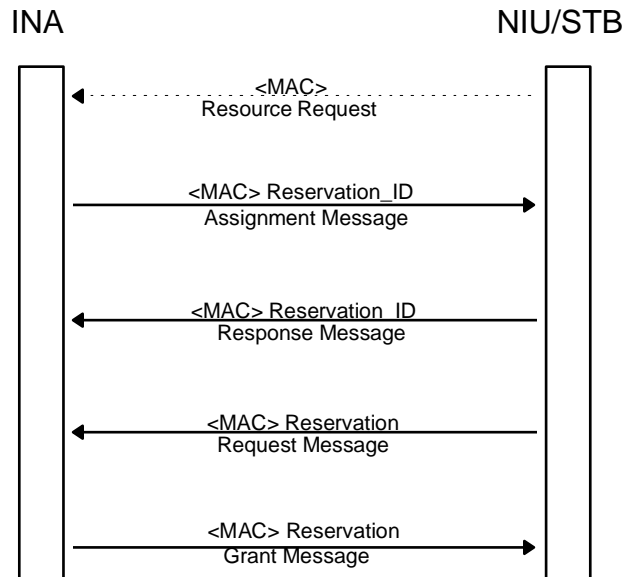 INA NIU/STB
<MAC>
Resource Request
<MAC> Reservation_ID
Assignment Message
<MAC> Reservation_ID
Response Message
<MAC> Reservation
Request Message
<MAC> Reservation
Grant Message